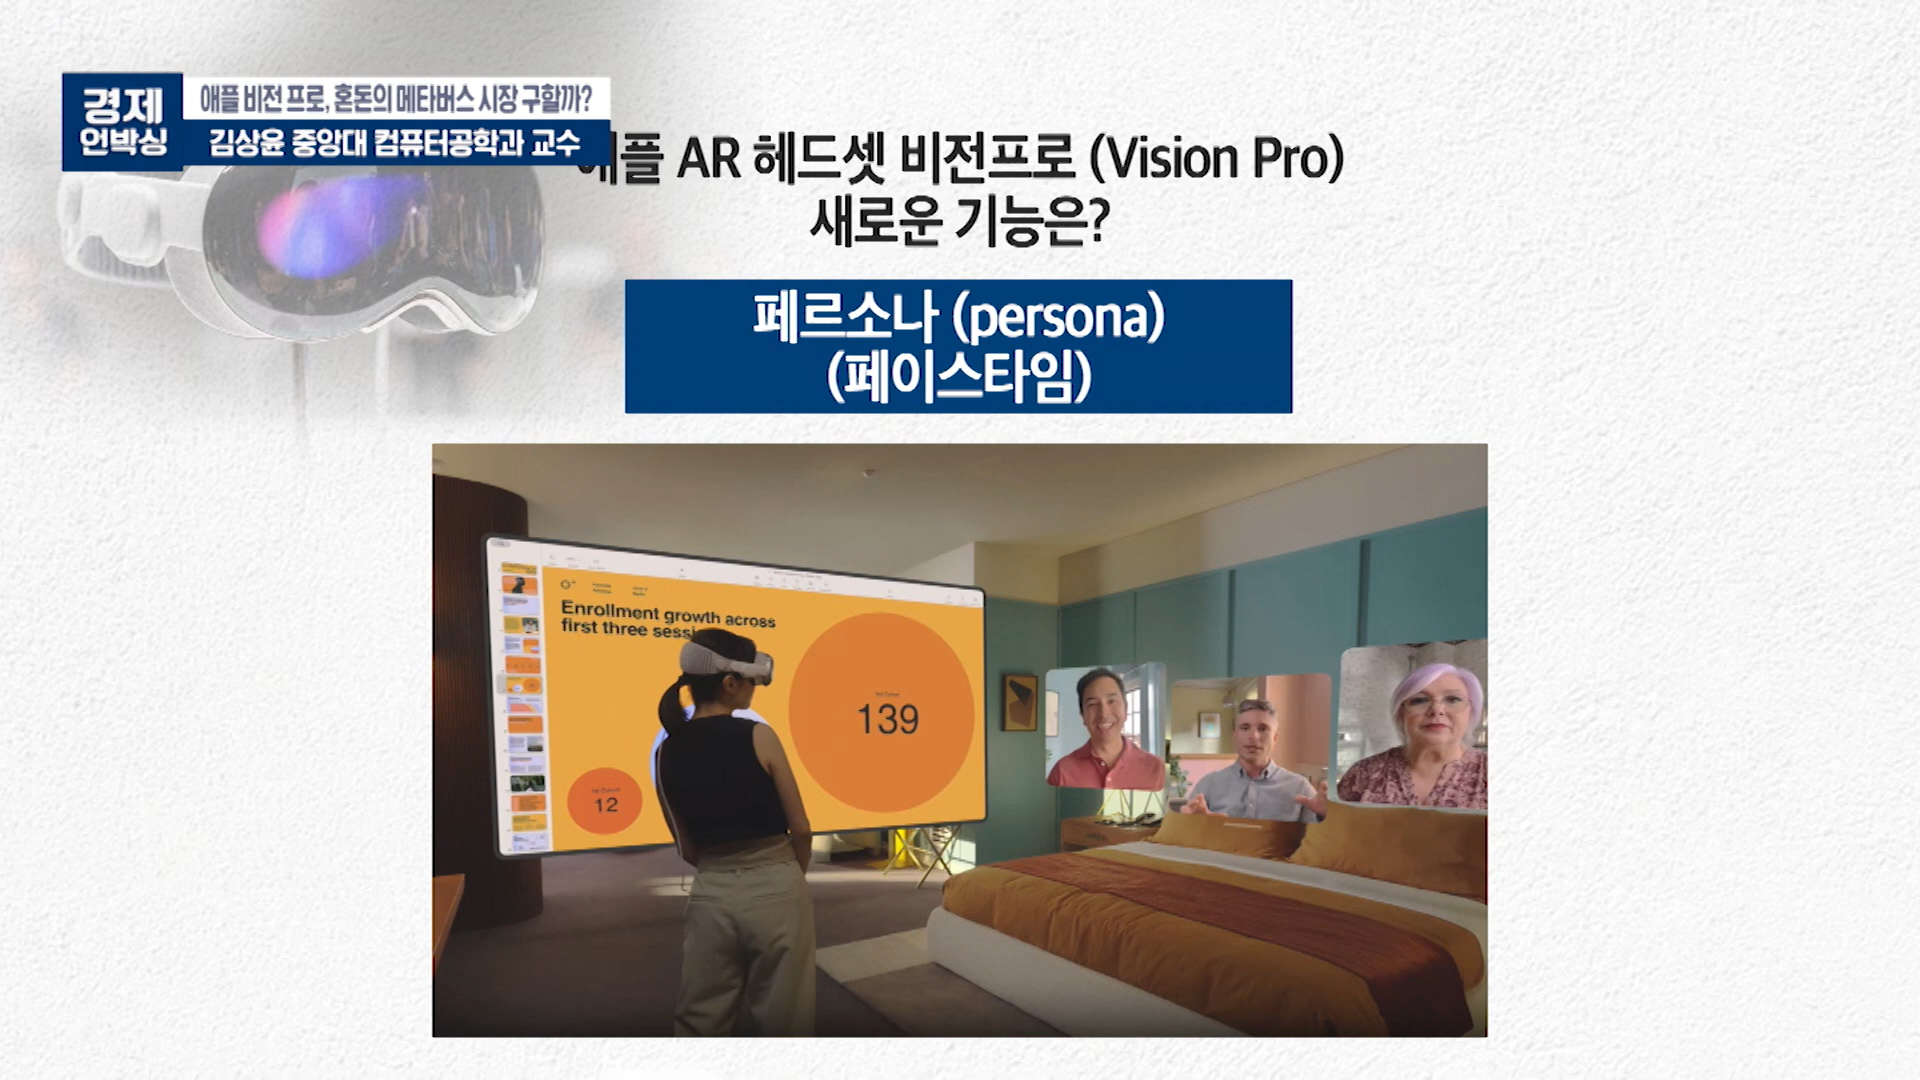 경제
언박싱
애플 비전 프로, 혼돈의 메타버스 시장 구할까?
김상윤 중앙대 컴퓨터공학과 교수
애플 AR 헤드셋 비전프로 (Vision Pro)
새로운 기능은?
페르소나 (persona)
(페이스타임)
Enrollment growth across
first three
139
12